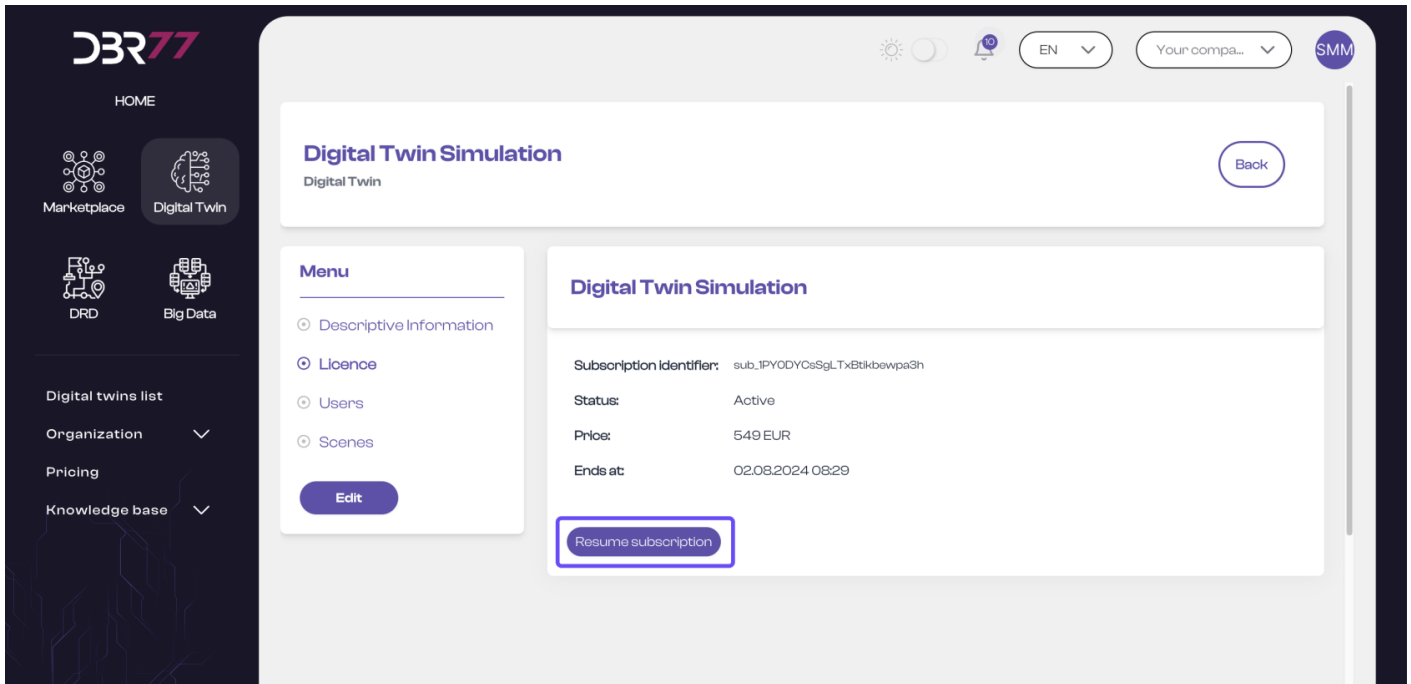 DBR77
10
EN
Your compa...
SMM
HOME
Marketplace
Digital Twin
DRD
Big Data
Digital twins list
Organization
Pricing
Knowledge base
Digital Twin Simulation
Digital Twin
Back
Menu
Descriptive Information
Licence
Users
Scenes
Edit
Digital Twin Simulation
Subscription identifier: sub_1PY0DYCsSgLTxBtikbewpa3h
Status: Active
Price: 549 EUR
Ends at: 02.08.2024 08:29
Resume subscription